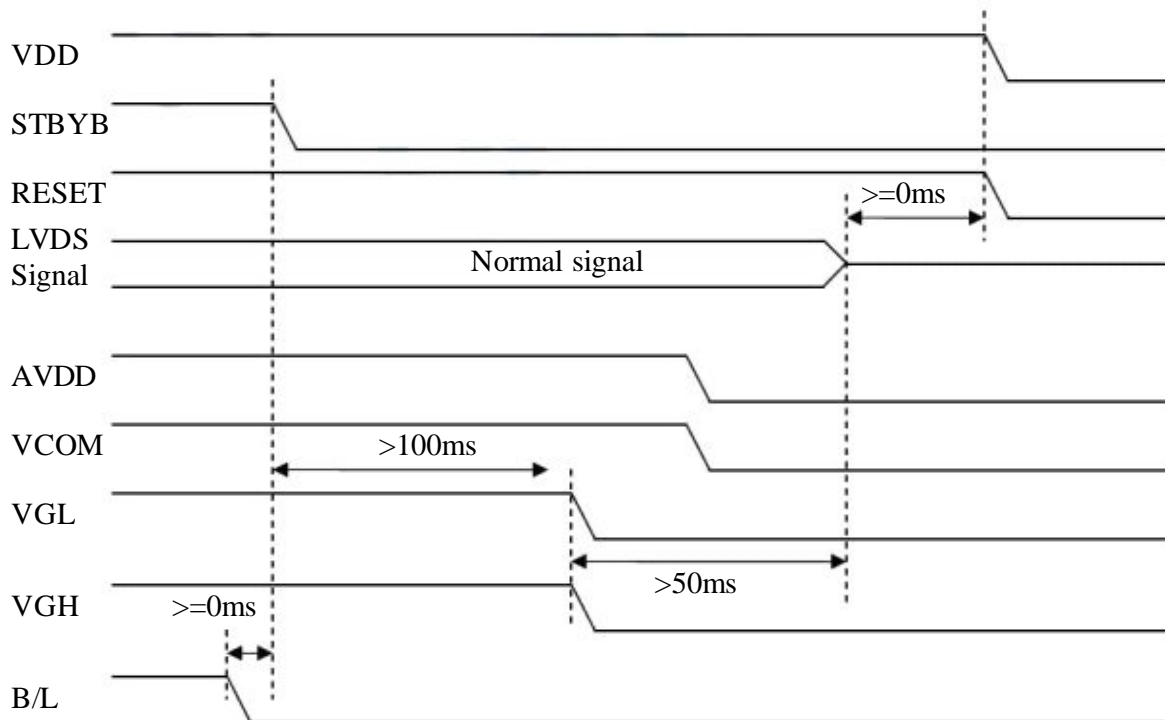 VDD
STBYB
RESET
>=0ms
LVDS
Signal
Normal signal
AVDD
VCOM
>100ms
VGL
>50ms
VGH
>=0ms
B/L